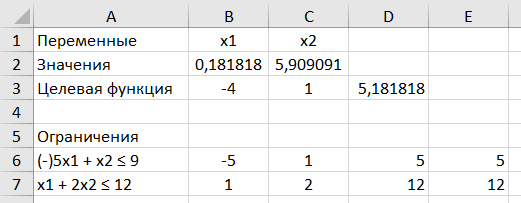 A B C D E
1 Переменные x1 x2
2 Значения 0,181818 5,909091
3 Целевая функция -4 1 5,181818
4
5 Ограничения
6 (-)5x1 + x2 ≤ 9 -5 1 5 5
7 x1 + 2x2 ≤ 12 1 2 12 12